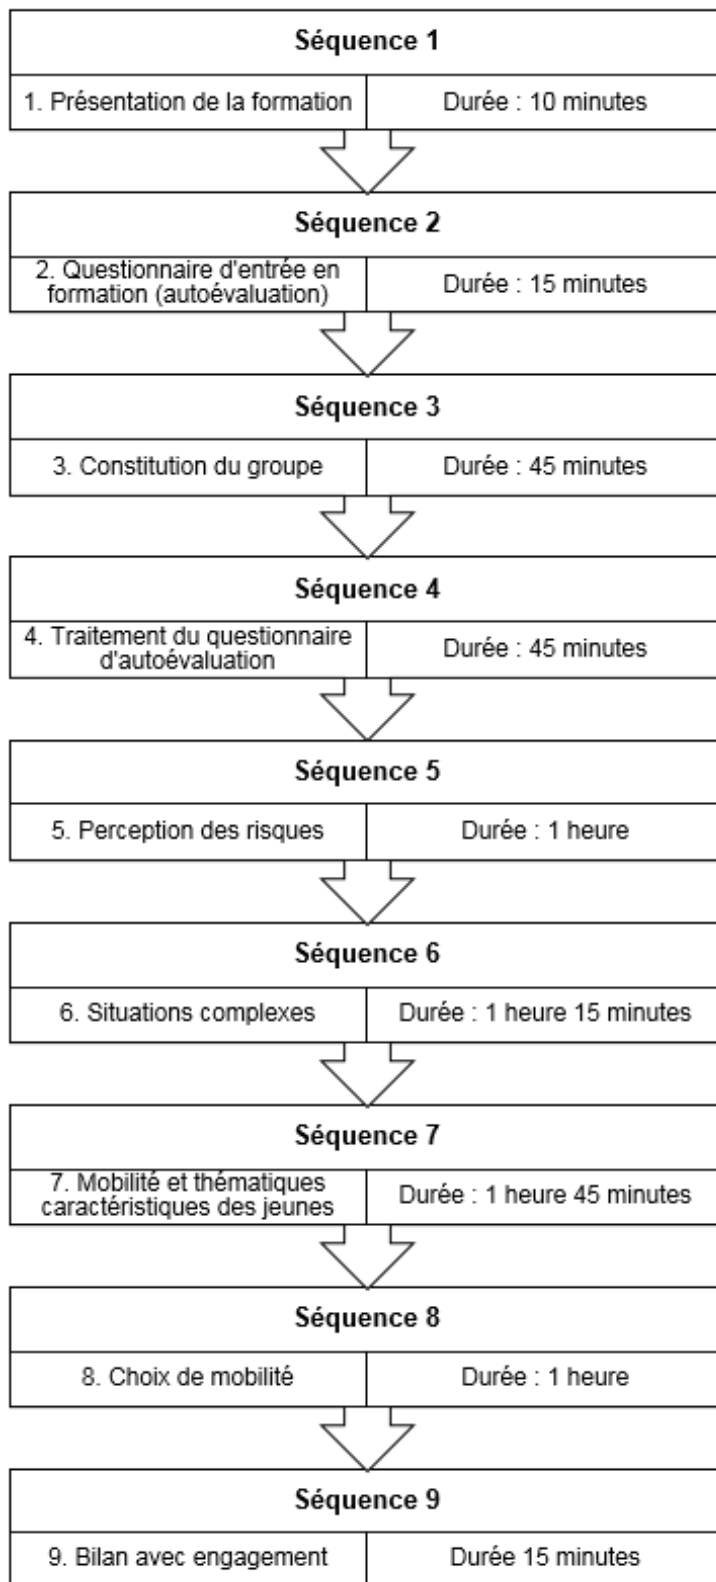 Séquence 1
1. Présentation de la formation
Durée : 10 minutes
Séquence 2
2. Questionnaire d'entrée en
formation (autoévaluation)
Durée : 15 minutes
Séquence 3
3. Constitution du groupe
Durée : 45 minutes
Séquence 4
4. Traitement du questionnaire
d'autoévaluation
Durée : 45 minutes
Séquence 5
5. Perception des risques
Durée : 1 heure
Séquence 6
6. Situations complexes
Durée : 1 heure 15 minutes
Séquence 7
7. Mobilité et thématiques
caractéristiques des jeunes
Durée : 1 heure 45 minutes
Séquence 8
8. Choix de mobilité
Durée : 1 heure
Séquence 9
9. Bilan avec engagement
Durée 15 minutes